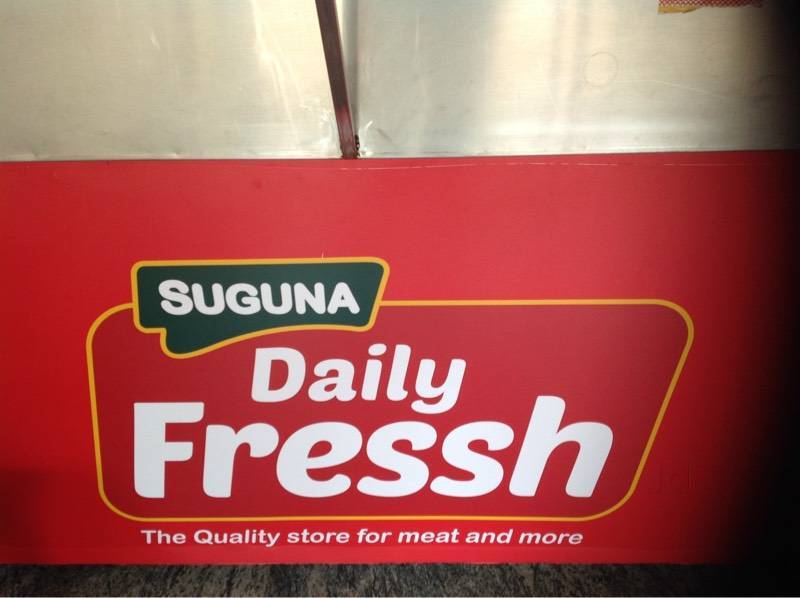 SUGUNA
Daily
Fressh
The Quality store for meat and more